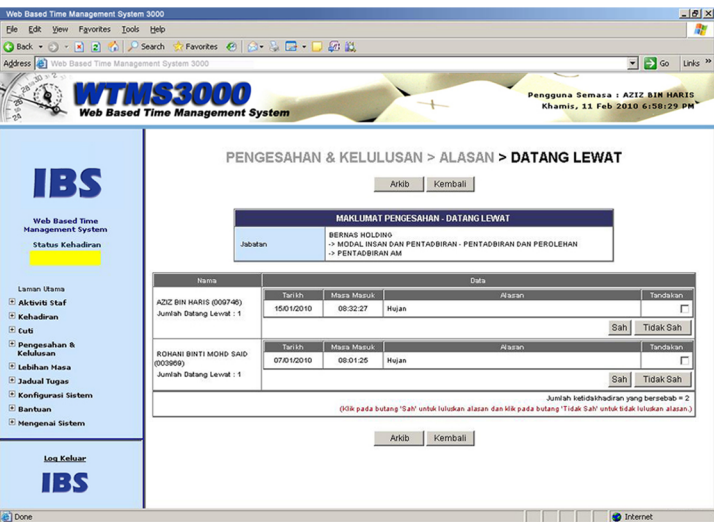 Web Based Time Management System 3000
File Edit View Favorites Tools Help
Back Search Favorites
Address Web Based Time Management System 3000 Go Links »
WTMS3000
Web Based Time Management System
Pengguna Semasa : AZIZ BIN HARIS
Khamis, 11 Feb 2010 6:58:29 PM
IBS
Web Based Time
Management System
Status Kehadiran
Laman Utama
Aktiviti Staf
Kehadiran
Cuti
Pengesahan &
Kelulusan
Lebihan Masa
Jadual Tugas
Konfigurasi Sistem
Bantuan
Mengenai Sistem
Log Keluar
IBS
PENGESAHAN & KELULUSAN > ALASAN > DATANG LEWAT
Arkib Kembali
MAKLUMAT PENGESAHAN - DATANG LEWAT
Jabatan
BERNAS HOLDING
-> MODAL INSAN DAN PENTADBIRAN - PENTADBIRAN DAN PEROLEHAN
-> PENTADBIRAN AM
Nama Data
AZIZ BIN HARIS (009746)
Jumlah Datang Lewat : 1
Tarikh Masa Masuk Alasan Tandakan
15/01/2010 08:32:27 Hujan
Sah Tidak Sah
ROHANI BINTI MOHD SAID
(003969)
Jumlah Datang Lewat : 1
Tarikh Masa Masuk Alasan Tandakan
07/01/2010 08:01:25 Hujan
Sah Tidak Sah
Jumlah ketidakhadiran yang bersebab = 2
(Klik pada butang 'Sah' untuk luluskan alasan dan klik pada butang 'Tidak Sah' untuk tidak luluskan alasan.)
Arkib Kembali
Done Internet